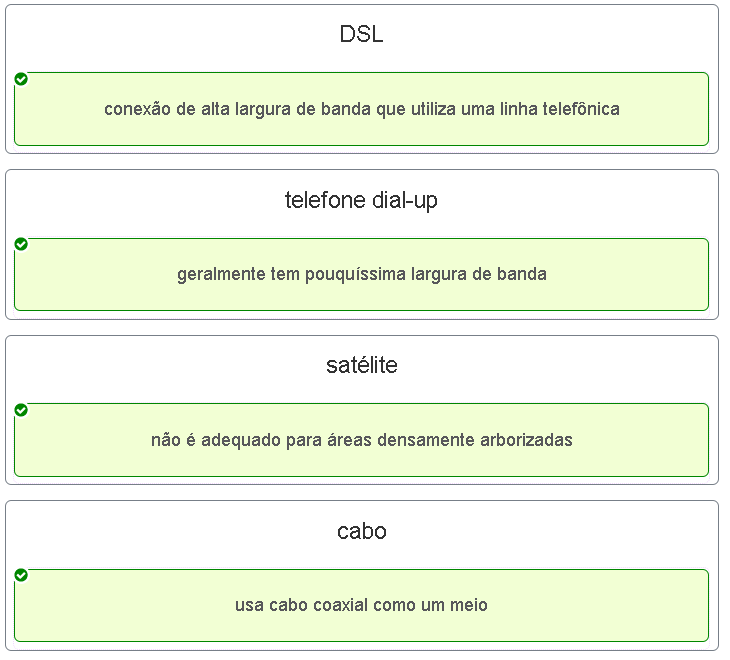 DSL
conexão de alta largura de banda que utiliza uma linha telefônica
telefone dial-up
geralmente tem pouquíssima largura de banda
satélite
não é adequado para áreas densamente arborizadas
cabo
usa cabo coaxial como um meio